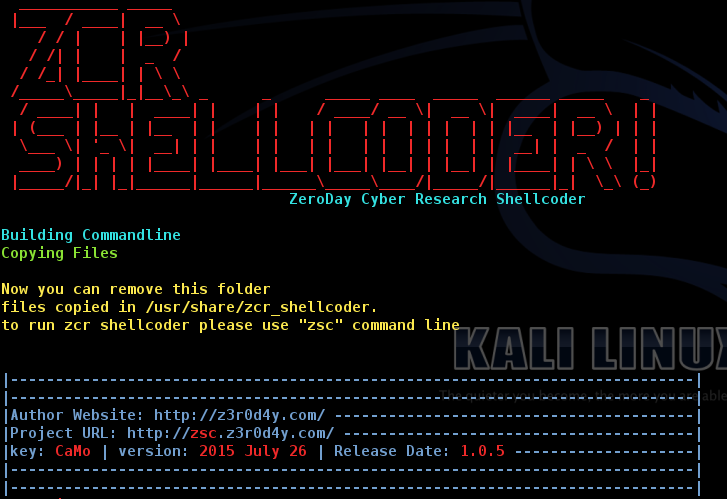 ZCR
ShELLCODER!
ZeroDay Cyber Research Shellcoder
Building Commandline
Copying Files
Now you can remove this folder
files copied in /usr/share/zcr_shellcoder.
to run zcr shellcoder please use "zsc" command line
KALI LINUX
|----------------------------------------------------------------------------|
|----------------------------------------------------------------------------|
|Author Website: http://z3r0d4y.com/ ----------------------------------------|
|Project URL: http://zsc.z3r0d4y.com/ ---------------------------------------|
|key: CaMo | version: 2015 July 26 | Release Date: 1.0.5 --------------------|
|----------------------------------------------------------------------------|
|----------------------------------------------------------------------------|